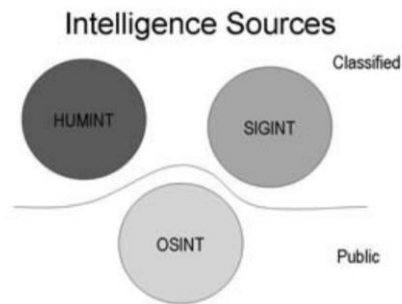 Intelligence Sources
Classified
HUMINT
SIGINT
OSINT
Public